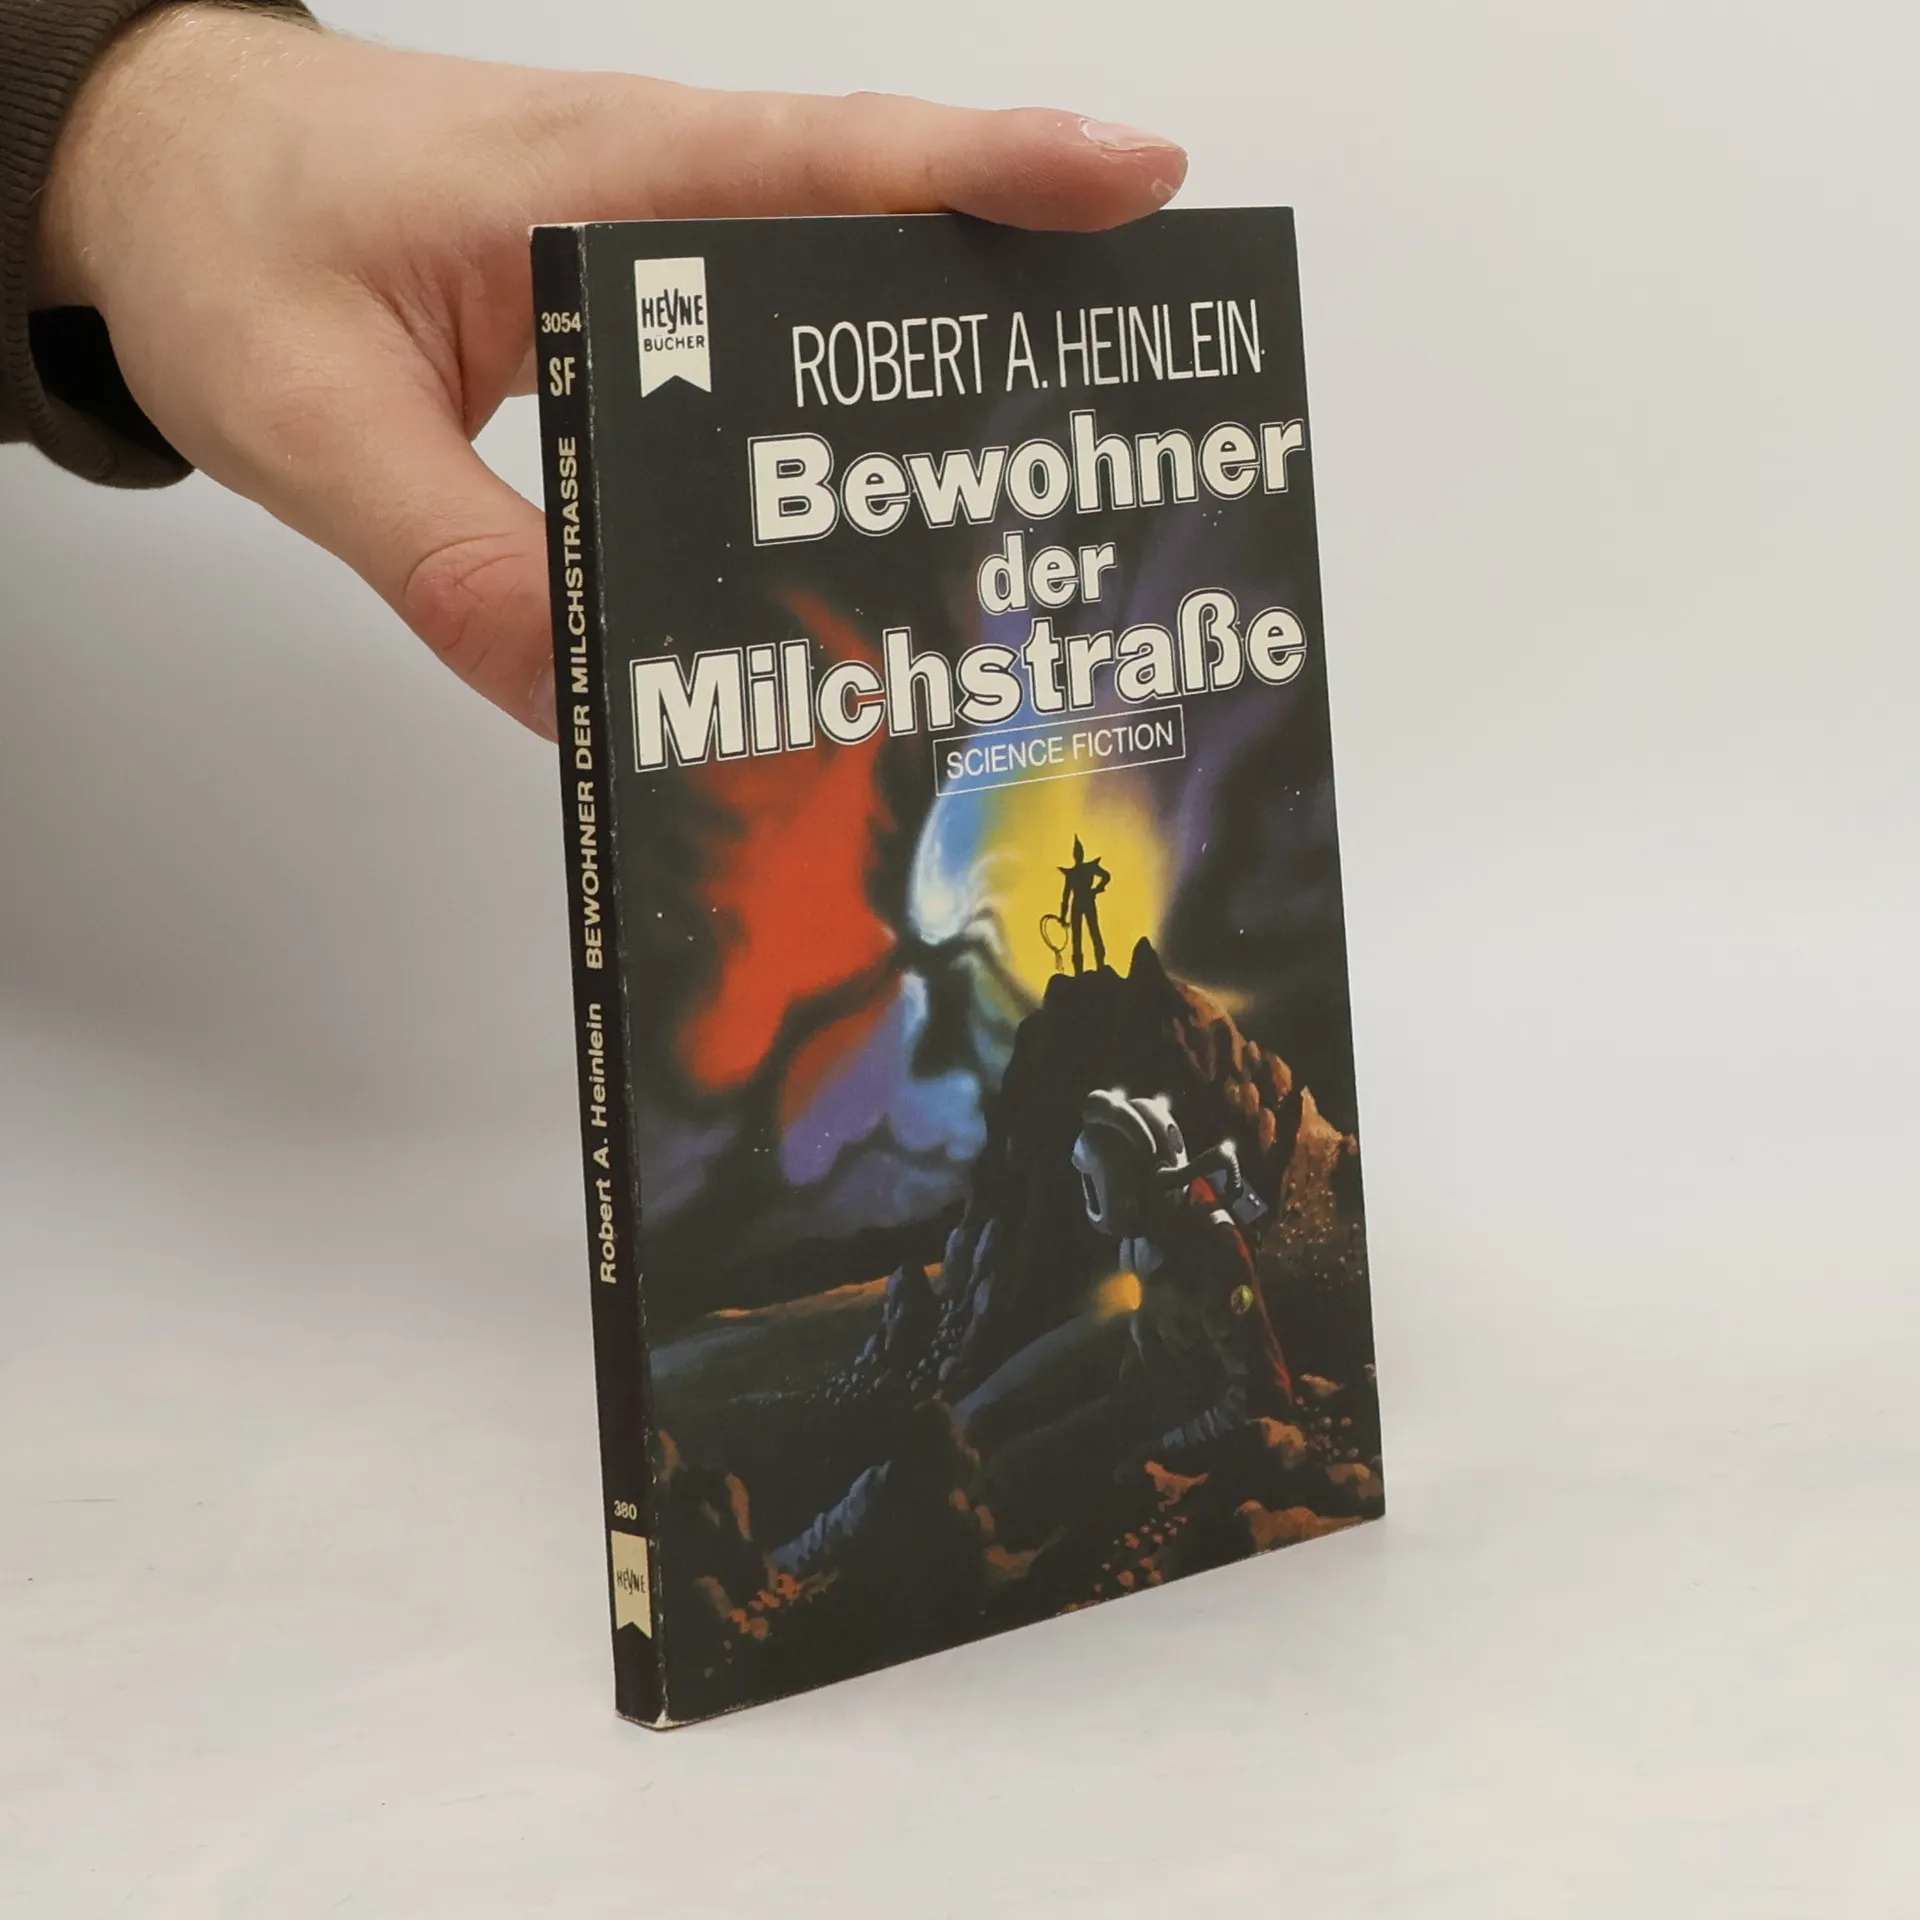 3054
SF
Robert A. Heinlein BEWOHNER DER MILCHSTRASSE
380
HEYNE
HEYNE
BÜCHER
ROBERT A. HEINLEIN
Bewohner
der
Milchstraße
SCIENCE FICTION